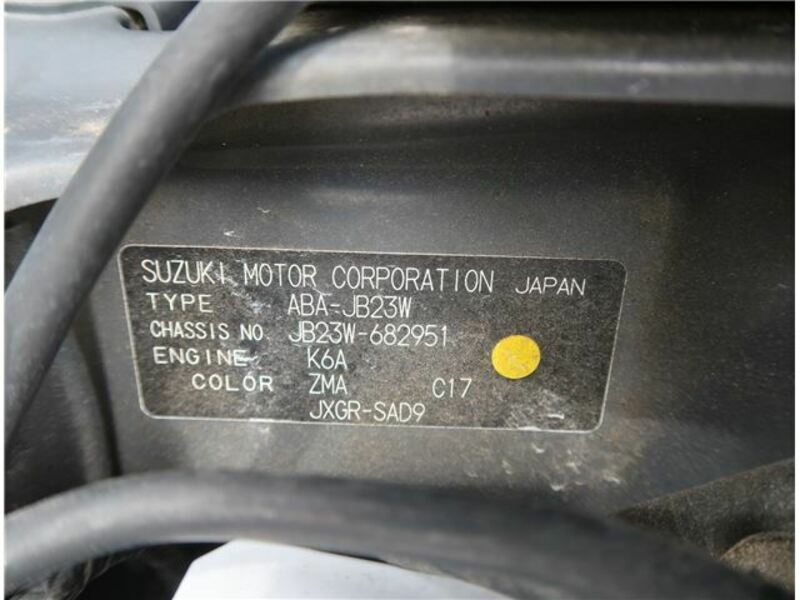 SUZUKI MOTOR CORPORATION JAPAN
TYPE ABA-JB23W
CHASSIS NO. JB23W-682951
ENGINE K6A
COLOR ZMA C17
JXGR-SAD9